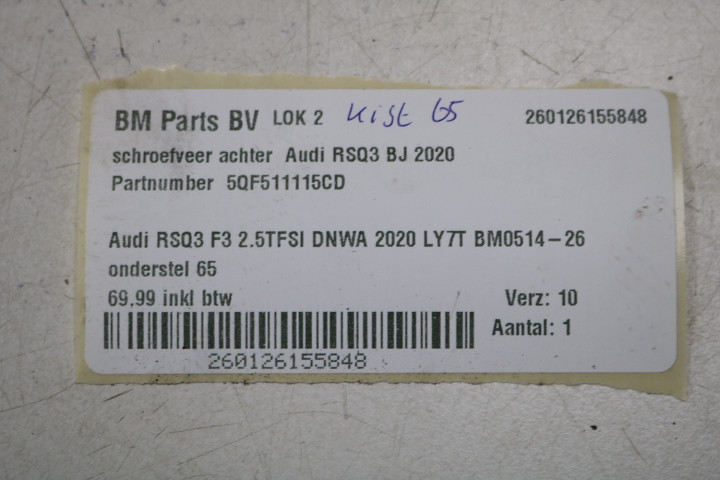 BM Parts BV LOK 2 Kist 65 260126155848
schroefveer achter Audi RSQ3 BJ 2020
Partnumber 5QF511115CD
Audi RSQ3 F3 2.5TFSI DNWA 2020 LY7T BM0514-26
onderstel 65
69.99 inkl btw Verz: 10
Aantal: 1
260126155848